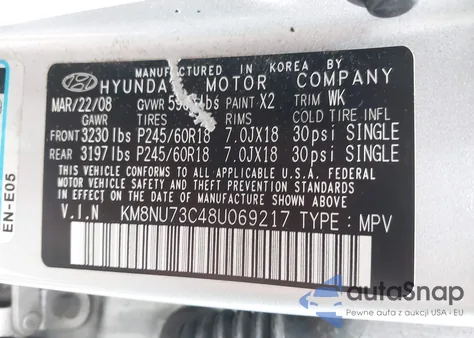 MANUFACTURED IN KOREA BY
HYUNDAI MOTOR COMPANY
MAR/22/08 GVWR lbs PAINT X2 TRIM WK
GAWR TIRES RIMS COLD TIRE INFL
FRONT 3230 lbs P245/60R18 7.0JX18 30psi SINGLE
REAR 3197 lbs P245/60R18 7.0JX18 30psi SINGLE
THIS VEHICLE CONFORMS TO ALL APPLICABLE U.S.A. FEDERAL
MOTOR VEHICLE SAFETY, BUMPER, AND THEFT PREVENTION
STANDARDS IN EFFECT ON THE DATE OF MANUFACTURE SHOWN ABOVE.
V.I.N KM8NU73C48U069217 TYPE : MPV
EN-E05
autoSnap
Pewne auta z aukcji USA - EU